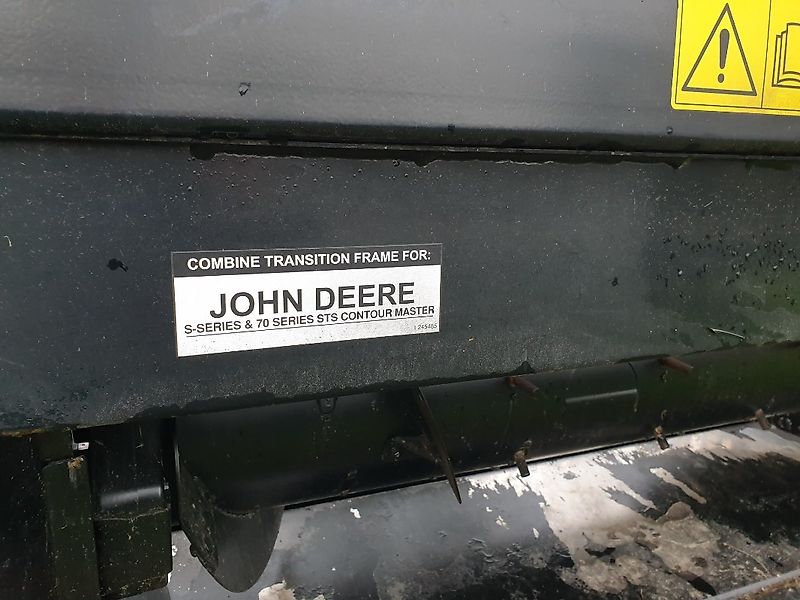 COMBINE TRANSITION FRAME FOR:
JOHN DEERE
S-SERIES & 70 SERIES STS CONTOUR MASTER